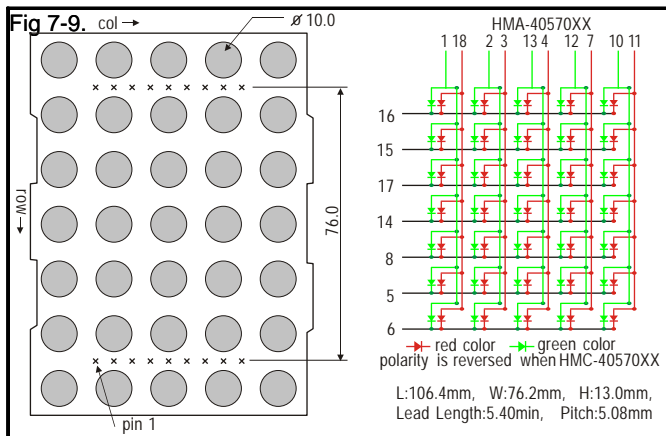 Fig 7-9. col
ø 10.0
row
76.0
pin 1
HMA-40570XX
1 18 2 3 13 4 12 7 10 11
16
15
17
14
8
5
6
red color green color
polarity is reversed when HMC-40570XX
L:106.4mm, W:76.2mm, H:13.0mm,
Lead Length:5.40min, Pitch:5.08mm